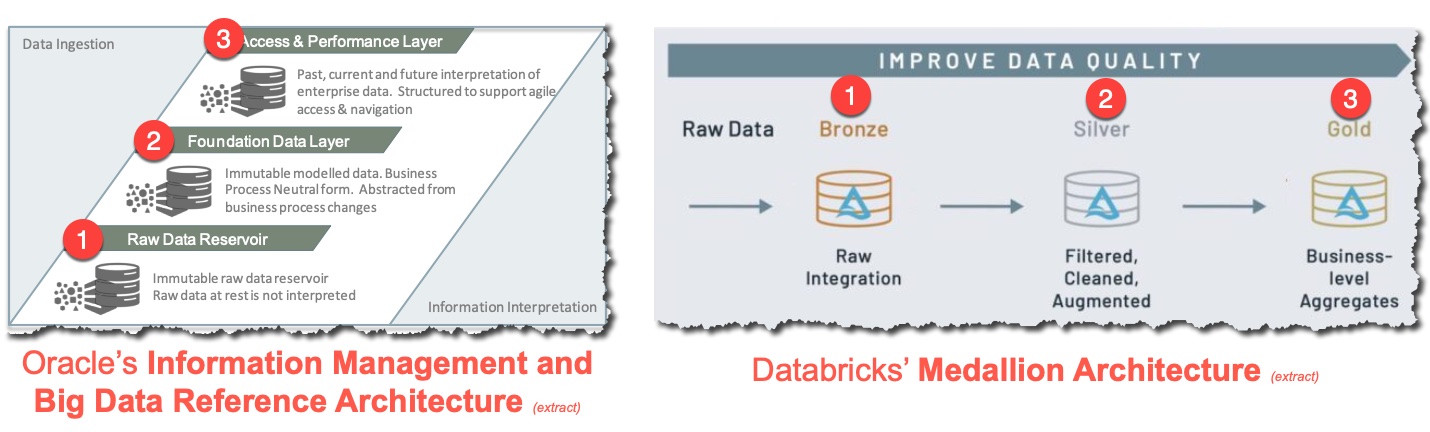 Data Ingestion
3
Access & Performance Layer
Past, current and future interpretation of
enterprise data. Structured to support agile
access & navigation
2
Foundation Data Layer
Immutable modelled data. Business
Process Neutral form. Abstracted from
business process changes
1
Raw Data Reservoir
Immutable raw data reservoir
Raw data at rest is not interpreted
Information Interpretation
Oracle's Information Management and
Big Data Reference Architecture (extract)
IMPROVE DATA QUALITY
1
2
3
Raw Data
Bronze
Silver
Gold
Raw
Integration
Filtered,
Cleaned,
Augmented
Business-
level
Aggregates
Databricks' Medallion Architecture (extract)